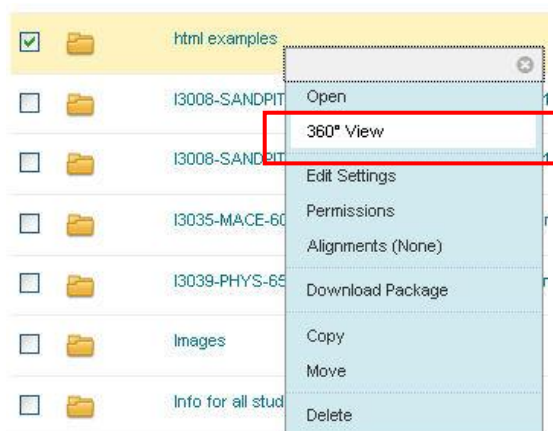 html examples
Open
I3008-SANDPIT
360° View
I3008-SANDPIT
Edit Settings
Permissions
I3035-MACE-60
Alignments (None)
I3039-PHYS-65
Download Package
Images
Copy
Move
Info for all stud
Delete